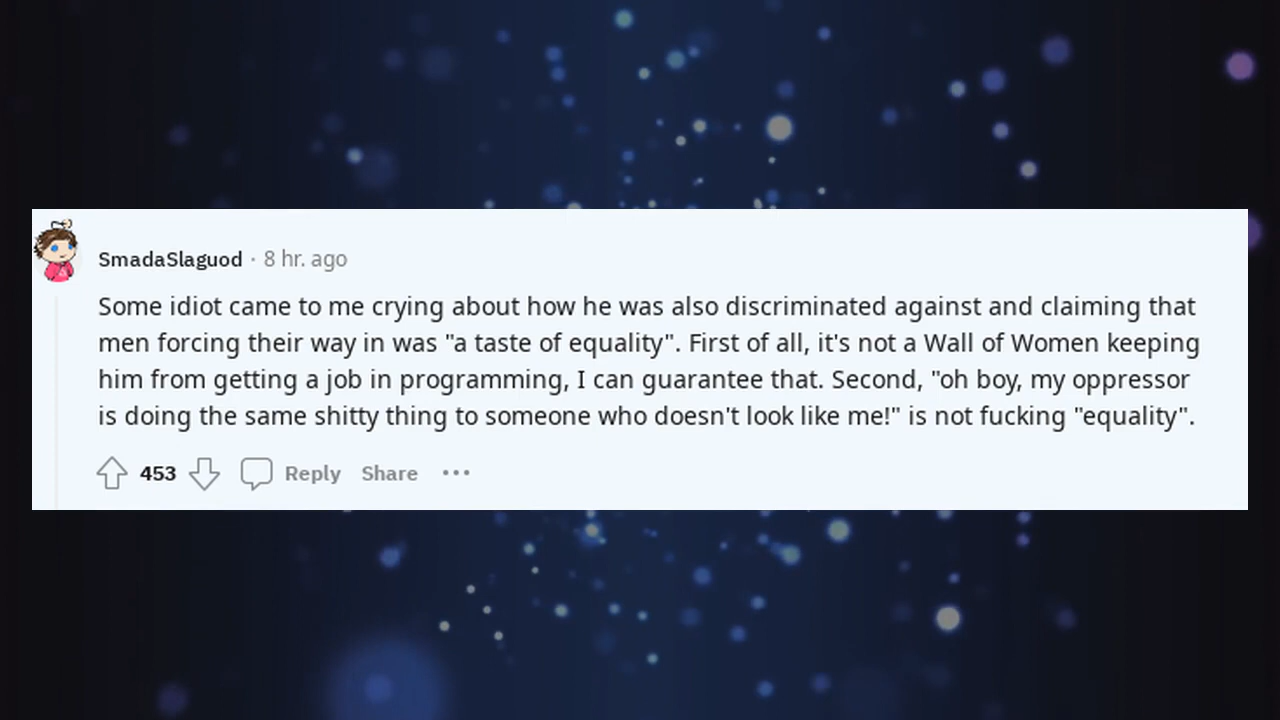 SmadaSlaguod · 8 hr. ago
Some idiot came to me crying about how he was also discriminated against and claiming that
men forcing their way in was "a taste of equality". First of all, it's not a Wall of Women keeping
him from getting a job in programming, I can guarantee that. Second, "oh boy, my oppressor
is doing the same shitty thing to someone who doesn't look like me!" is not fucking "equality".
453 Reply Share •••